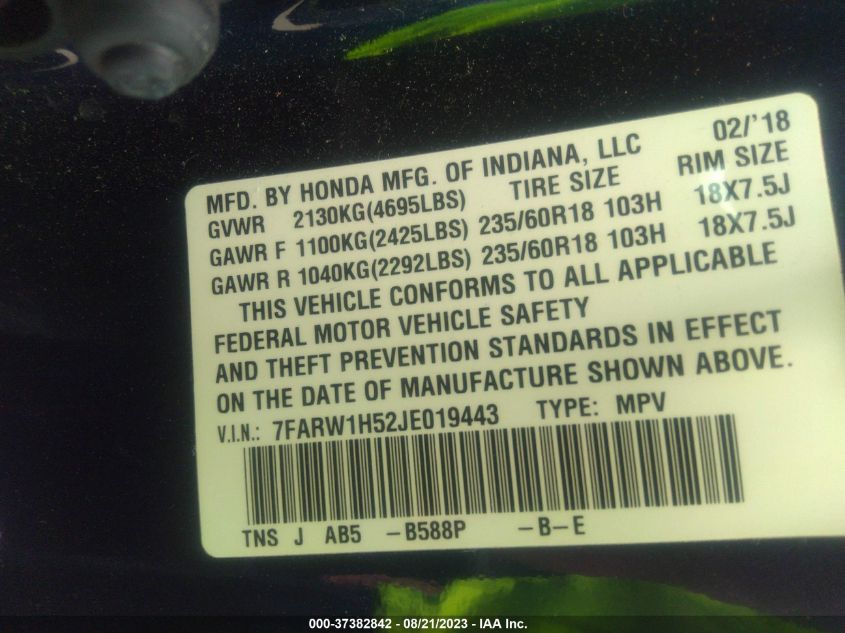 MFD. BY HONDA MFG. OF INDIANA, LLC 02/'18
GVWR 2130KG(4695LBS) TIRE SIZE RIM SIZE
GAWR F 1100KG(2425LBS) 235/60R18 103H 18X7.5J
GAWR R 1040KG(2292LBS) 235/60R18 103H 18X7.5J
THIS VEHICLE CONFORMS TO ALL APPLICABLE
FEDERAL MOTOR VEHICLE SAFETY
AND THEFT PREVENTION STANDARDS IN EFFECT
ON THE DATE OF MANUFACTURE SHOWN ABOVE.
V.I.N.: 7FARW1H52JE019443 TYPE: MPV
TNS J AB5 -B588P -B-E
000-37382842 - 08/21/2023 - IAA Inc.